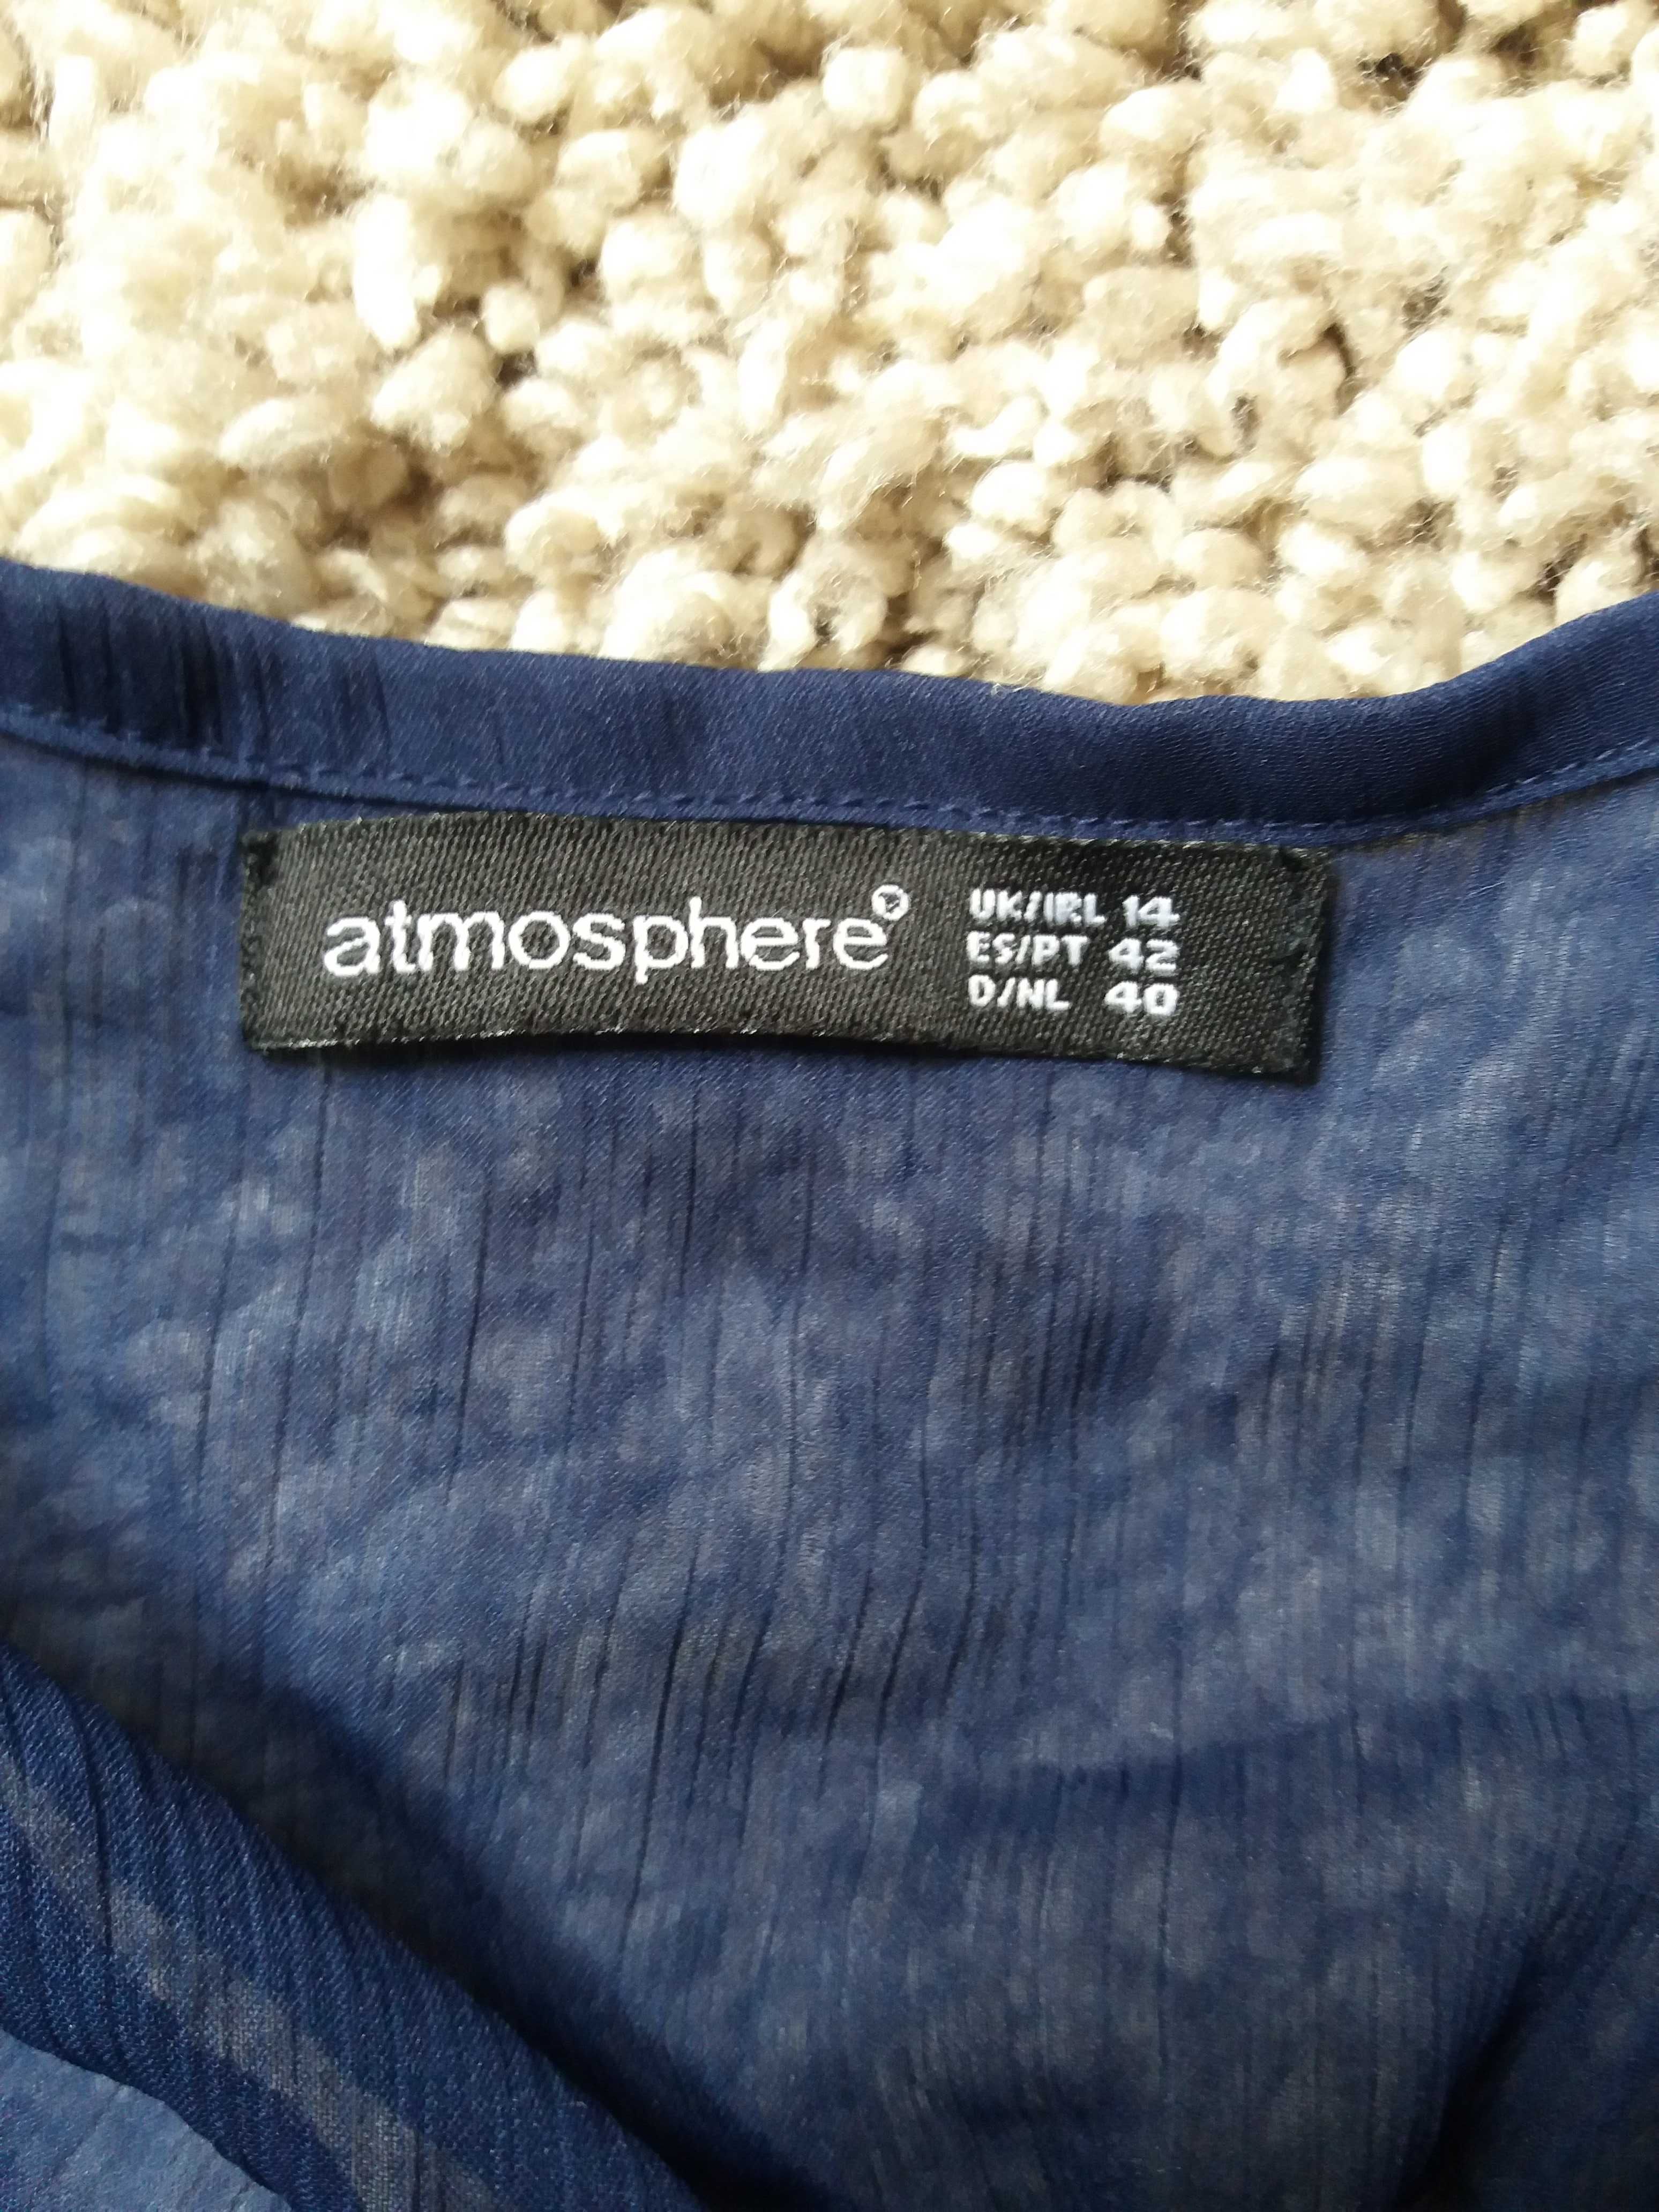 atmosphere®
UK/IRL 14
ES/PT 42
D/NL 40